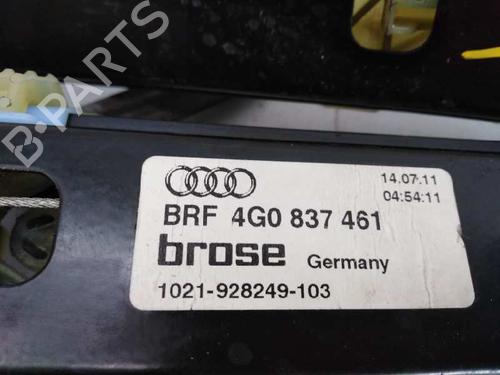 B-PARTS
14.07.11
04:54:11
BRF 4G0 837 461
brose Germany
1021-928249-103